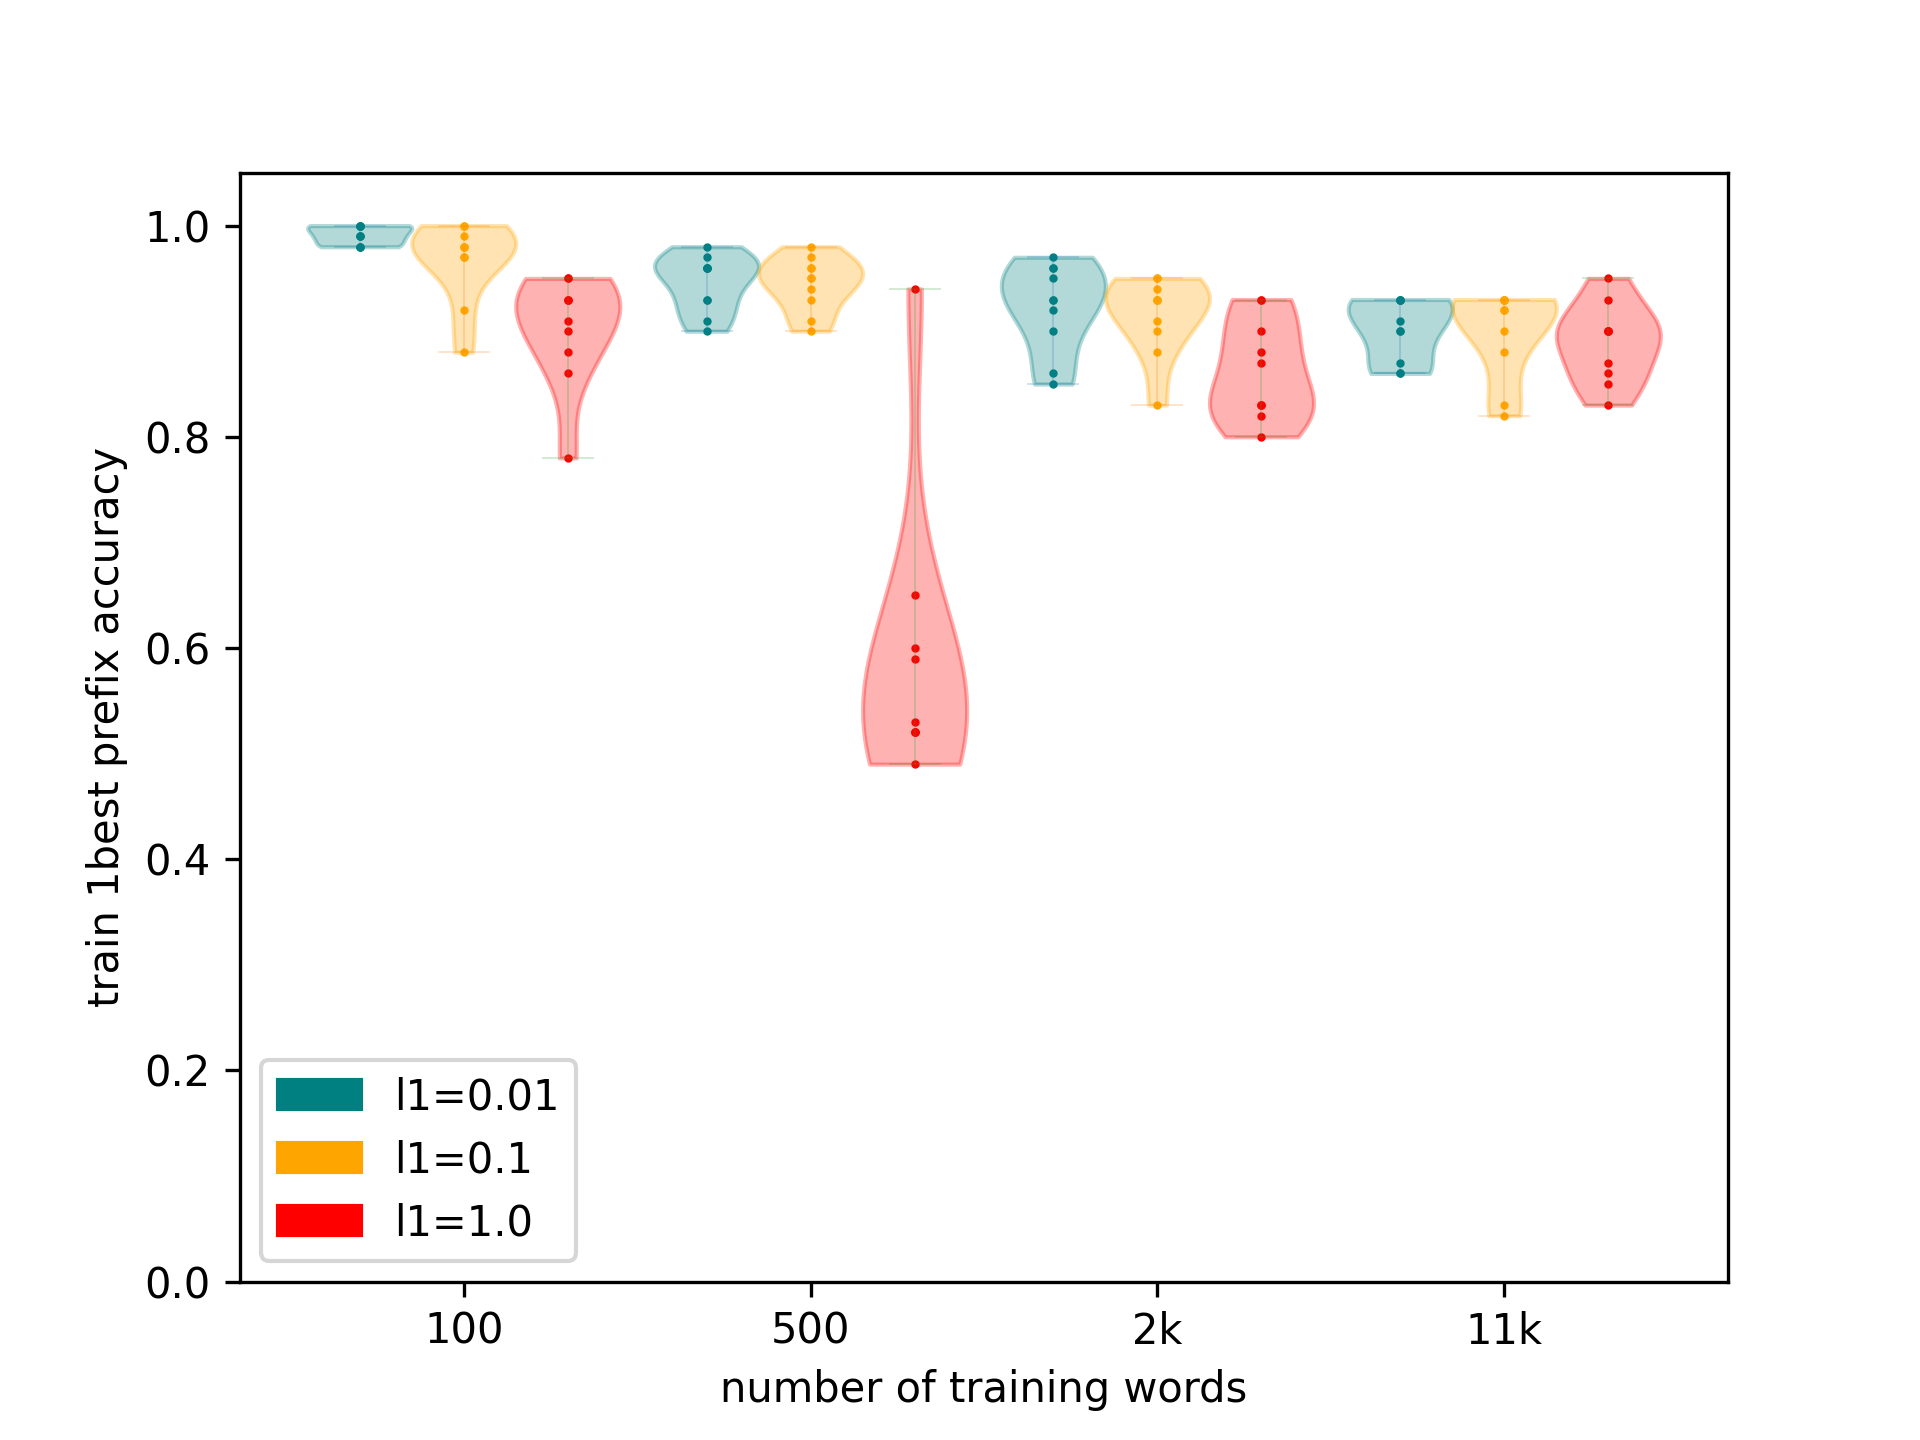 1.0
0.8
0.6
0.4
0.2
0.0
train 1best prefix accuracy
l1=0.01
l1=0.1
l1=1.0
100 500 2k 11k
number of training words